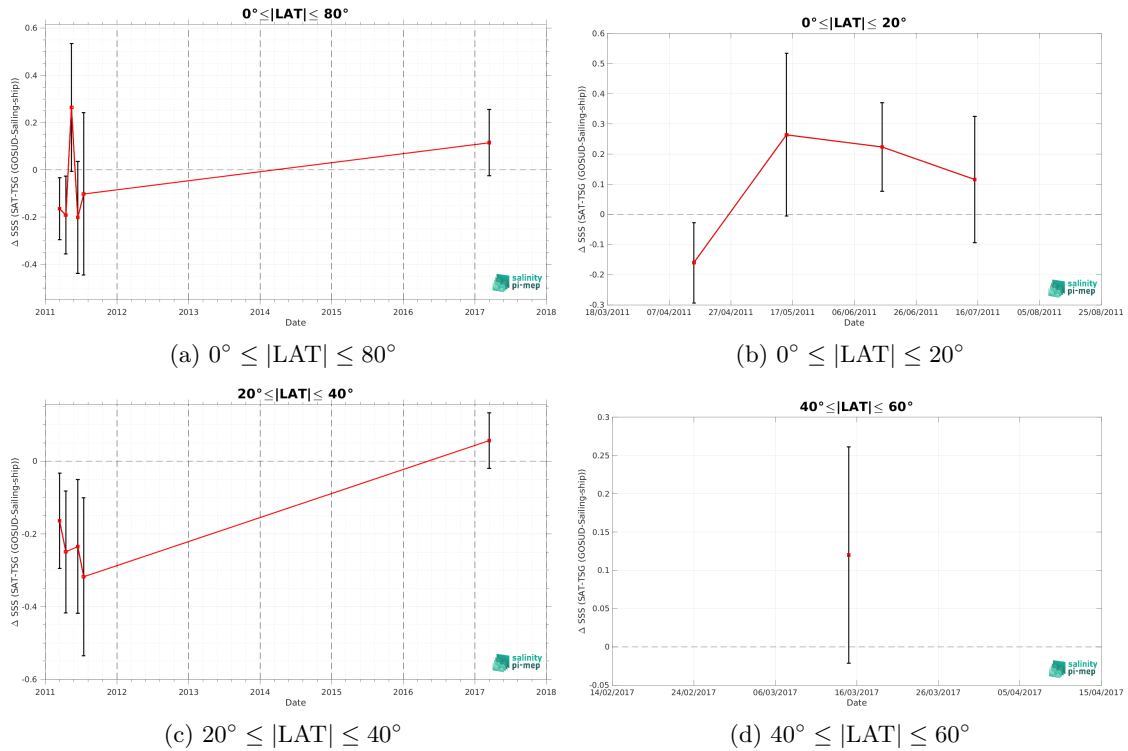 0°≤|LAT|≤ 80°
Δ SSS (SAT-TSG (GOSUD-Sailing-ship))
0.6
0.4
0.2
0
-0.2
-0.4
2011
2012
2013
2014
2015
2016
2017
2018
Date
salinity
pi-mep
(a) 0° ≤ |LAT| ≤ 80°
0°≤|LAT|≤ 20°
Δ SSS (SAT-TSG (GOSUD-Sailing-ship))
0.6
0.5
0.4
0.3
0.2
0.1
0
-0.1
-0.2
-0.3
18/03/2011
07/04/2011
27/04/2011
17/05/2011
06/06/2011
26/06/2011
16/07/2011
05/08/2011
25/08/2011
Date
salinity
pi-mep
(b) 0° ≤ |LAT| ≤ 20°
20°≤|LAT|≤ 40°
Δ SSS (SAT-TSG (GOSUD-Sailing-ship))
0
-0.2
-0.4
-0.6
2011
2012
2013
2014
2015
2016
2017
2018
Date
salinity
pi-mep
(c) 20° ≤ |LAT| ≤ 40°
40°≤|LAT|≤ 60°
Δ SSS (SAT-TSG (GOSUD-Sailing-ship))
0.3
0.25
0.2
0.15
0.1
0.05
0
-0.05
14/02/2017
24/02/2017
06/03/2017
16/03/2017
26/03/2017
05/04/2017
15/04/2017
Date
salinity
pi-mep
(d) 40° ≤ |LAT| ≤ 60°